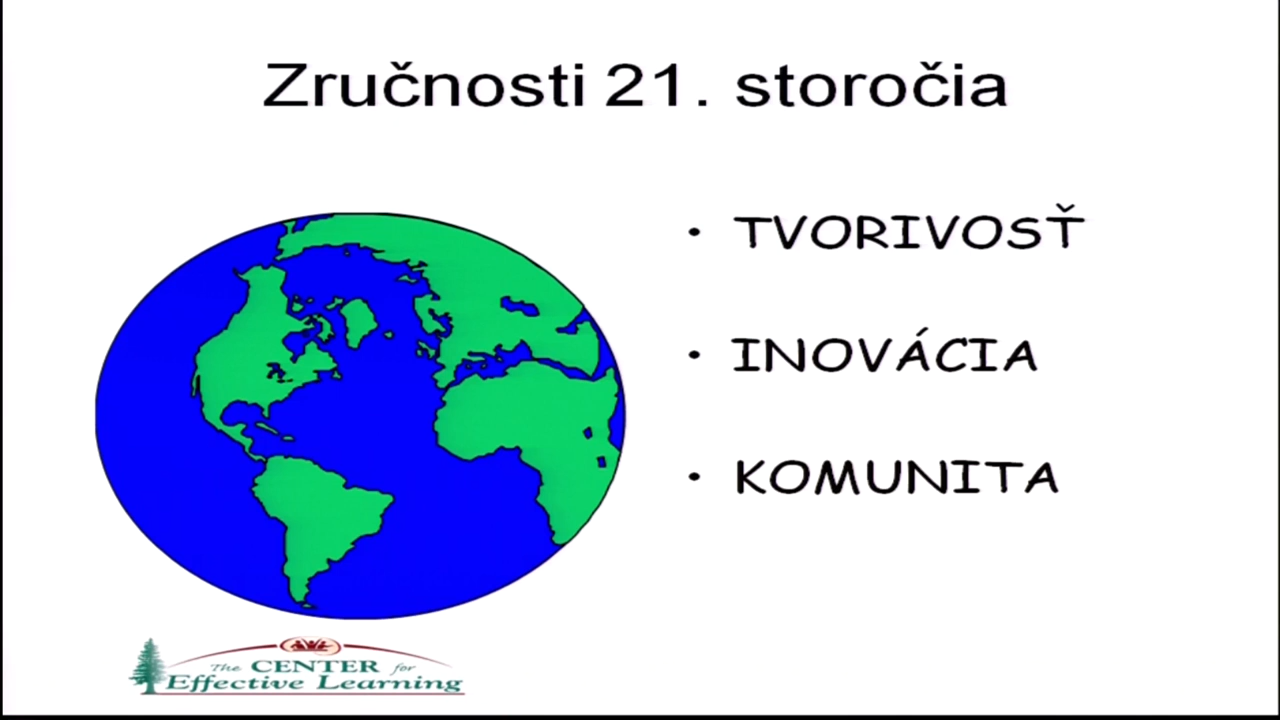 Zručnosti 21. storočia
• TVORIVOSŤ
• INOVÁCIA
• KOMUNITA
The CENTER for
Effective Learning